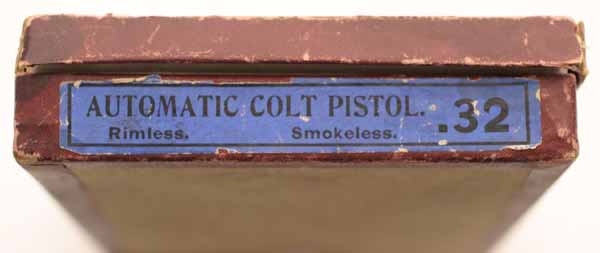 AUTOMATIC COLT PISTOL. .32
Rimless. Smokeless.